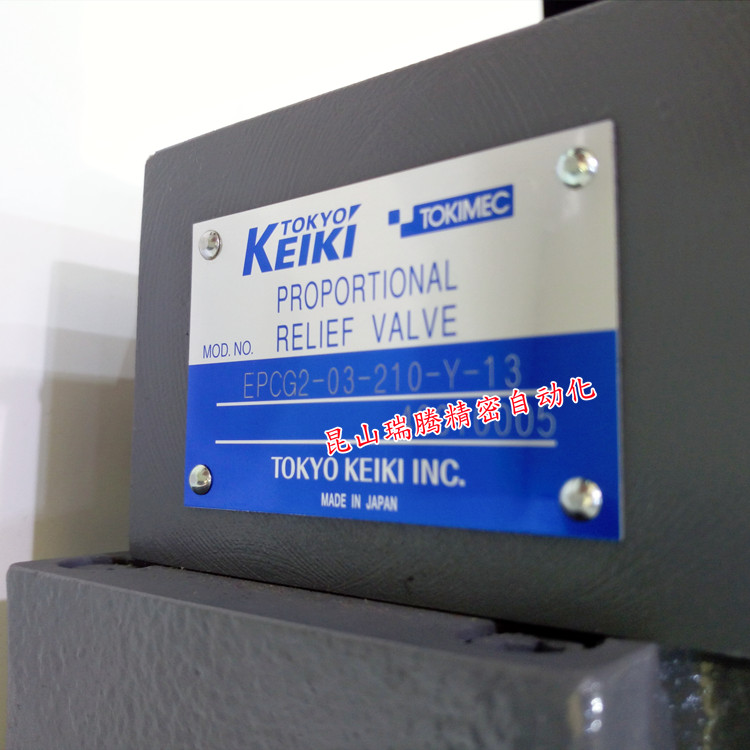 TOKYO
KEIKI
TOKIMEC
PROPORTIONAL
RELIEF VALVE
MOD. NO.
EPCG2-03-210-Y-13
昆山瑞腾精密自动化
TOKYO KEIKI INC.
MADE IN JAPAN